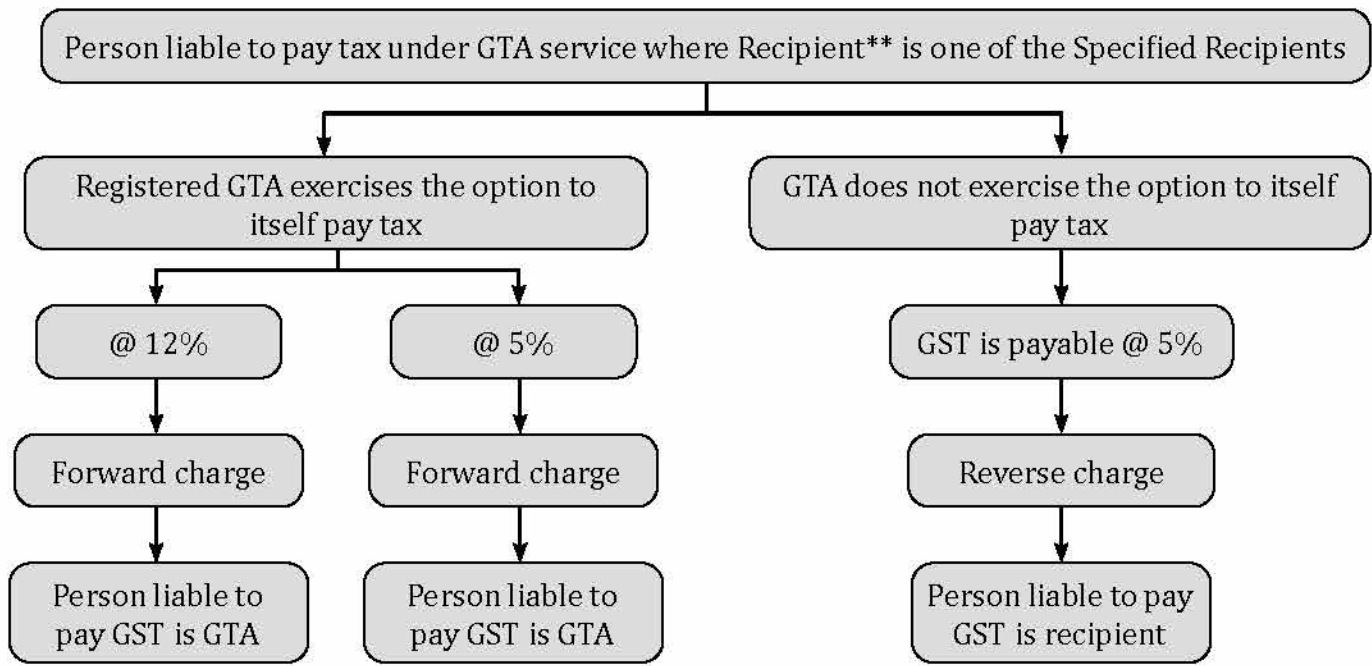 Person liable to pay tax under GTA service where Recipient** is one of the Specified Recipients
Registered GTA exercises the option to
itself pay tax
GTA does not exercise the option to itself
pay tax
@ 12%
@ 5%
GST is payable @ 5%
Forward charge
Forward charge
Reverse charge
Person liable to
pay GST is GTA
Person liable to
pay GST is GTA
Person liable to pay
GST is recipient